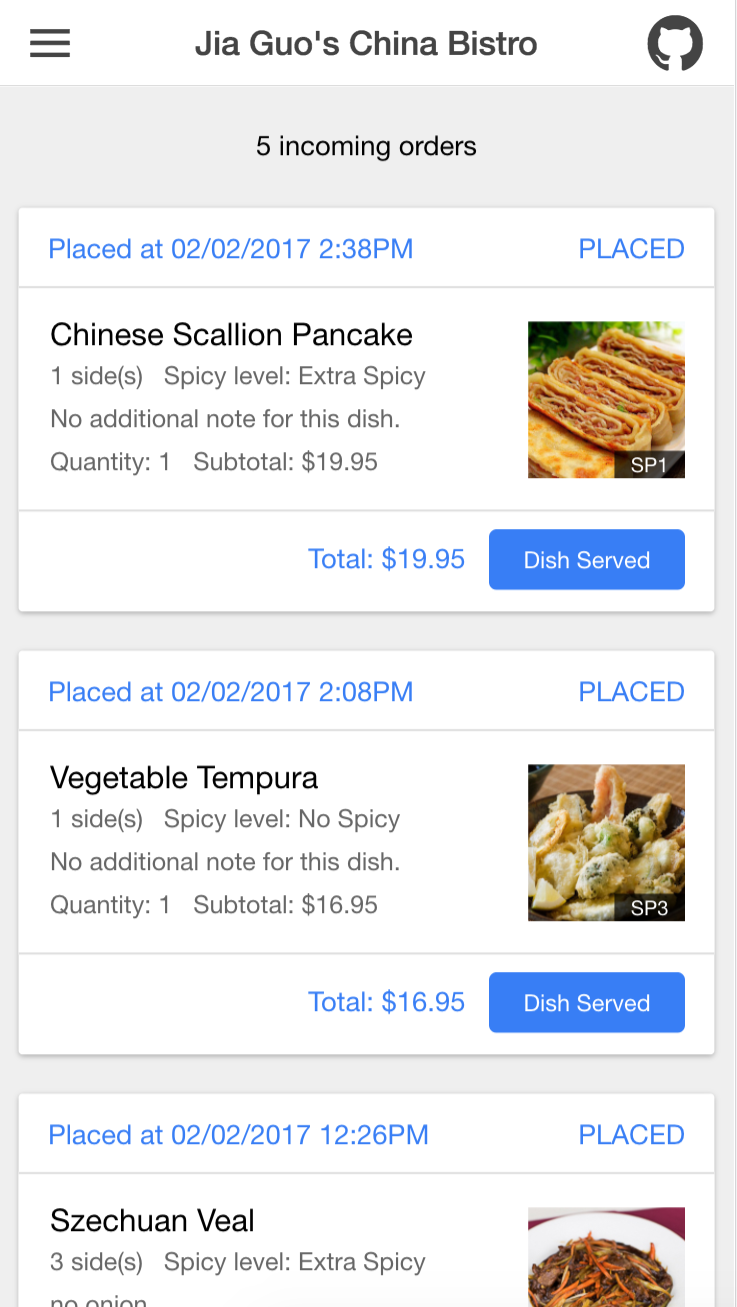 Jia Guo's China Bistro
5 incoming orders
Placed at 02/02/2017 2:38PM PLACED
Chinese Scallion Pancake
1 side(s) Spicy level: Extra Spicy
No additional note for this dish.
Quantity: 1 Subtotal: $19.95
SP1
Total: $19.95 Dish Served
Placed at 02/02/2017 2:08PM PLACED
Vegetable Tempura
1 side(s) Spicy level: No Spicy
No additional note for this dish.
Quantity: 1 Subtotal: $16.95
SP3
Total: $16.95 Dish Served
Placed at 02/02/2017 12:26PM PLACED
Szechuan Veal
3 side(s) Spicy level: Extra Spicy
no onion